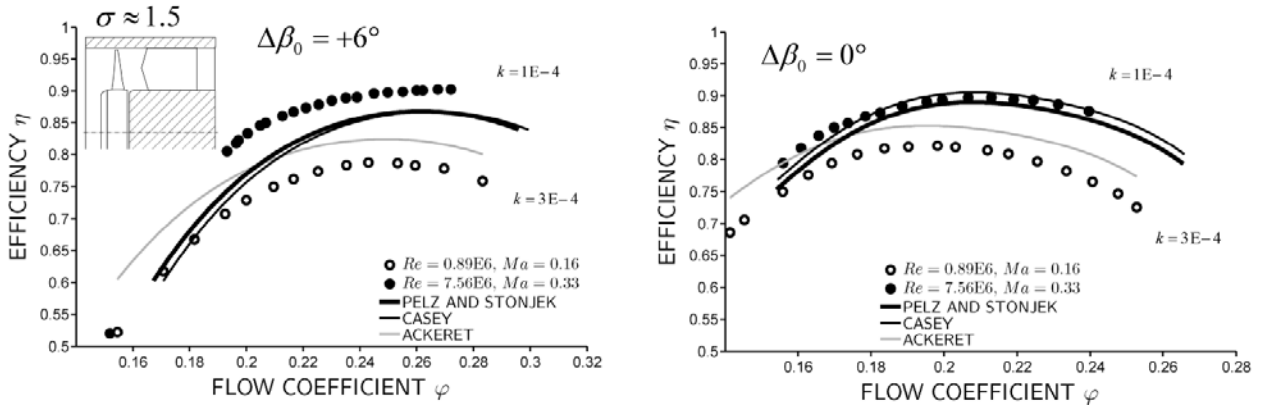 σ ≈ 1.5
Δβ₀ = +6°
k = 1E−4
k = 3E−4
EFFICIENCY η
1
0.95
0.9
0.85
0.8
0.75
0.7
0.65
0.6
0.55
0.5
Re = 0.89E6, Ma = 0.16
Re = 7.56E6, Ma = 0.33
PELZ AND STONJEK
CASEY
ACKERET
0.16 0.18 0.2 0.22 0.24 0.26 0.28 0.3 0.32
FLOW COEFFICIENT φ
Δβ₀ = 0°
k = 1E−4
k = 3E−4
EFFICIENCY η
1
0.95
0.9
0.85
0.8
0.75
0.7
0.65
0.6
0.55
0.5
Re = 0.89E6, Ma = 0.16
Re = 7.56E6, Ma = 0.33
PELZ AND STONJEK
CASEY
ACKERET
0.16 0.18 0.2 0.22 0.24 0.26 0.28
FLOW COEFFICIENT φ